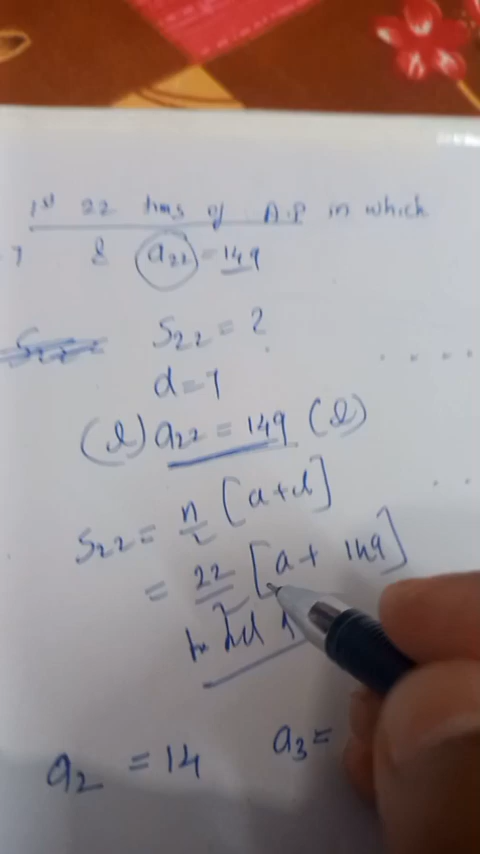 1st 22 tms of A.P in which
7 & a22 = 149
S22 = ?
d = 7
(l) a22 = 149 (l)
S22 = n/2 [a+l]
= 22/2 [a + 149]
a2 = 14 a3 =